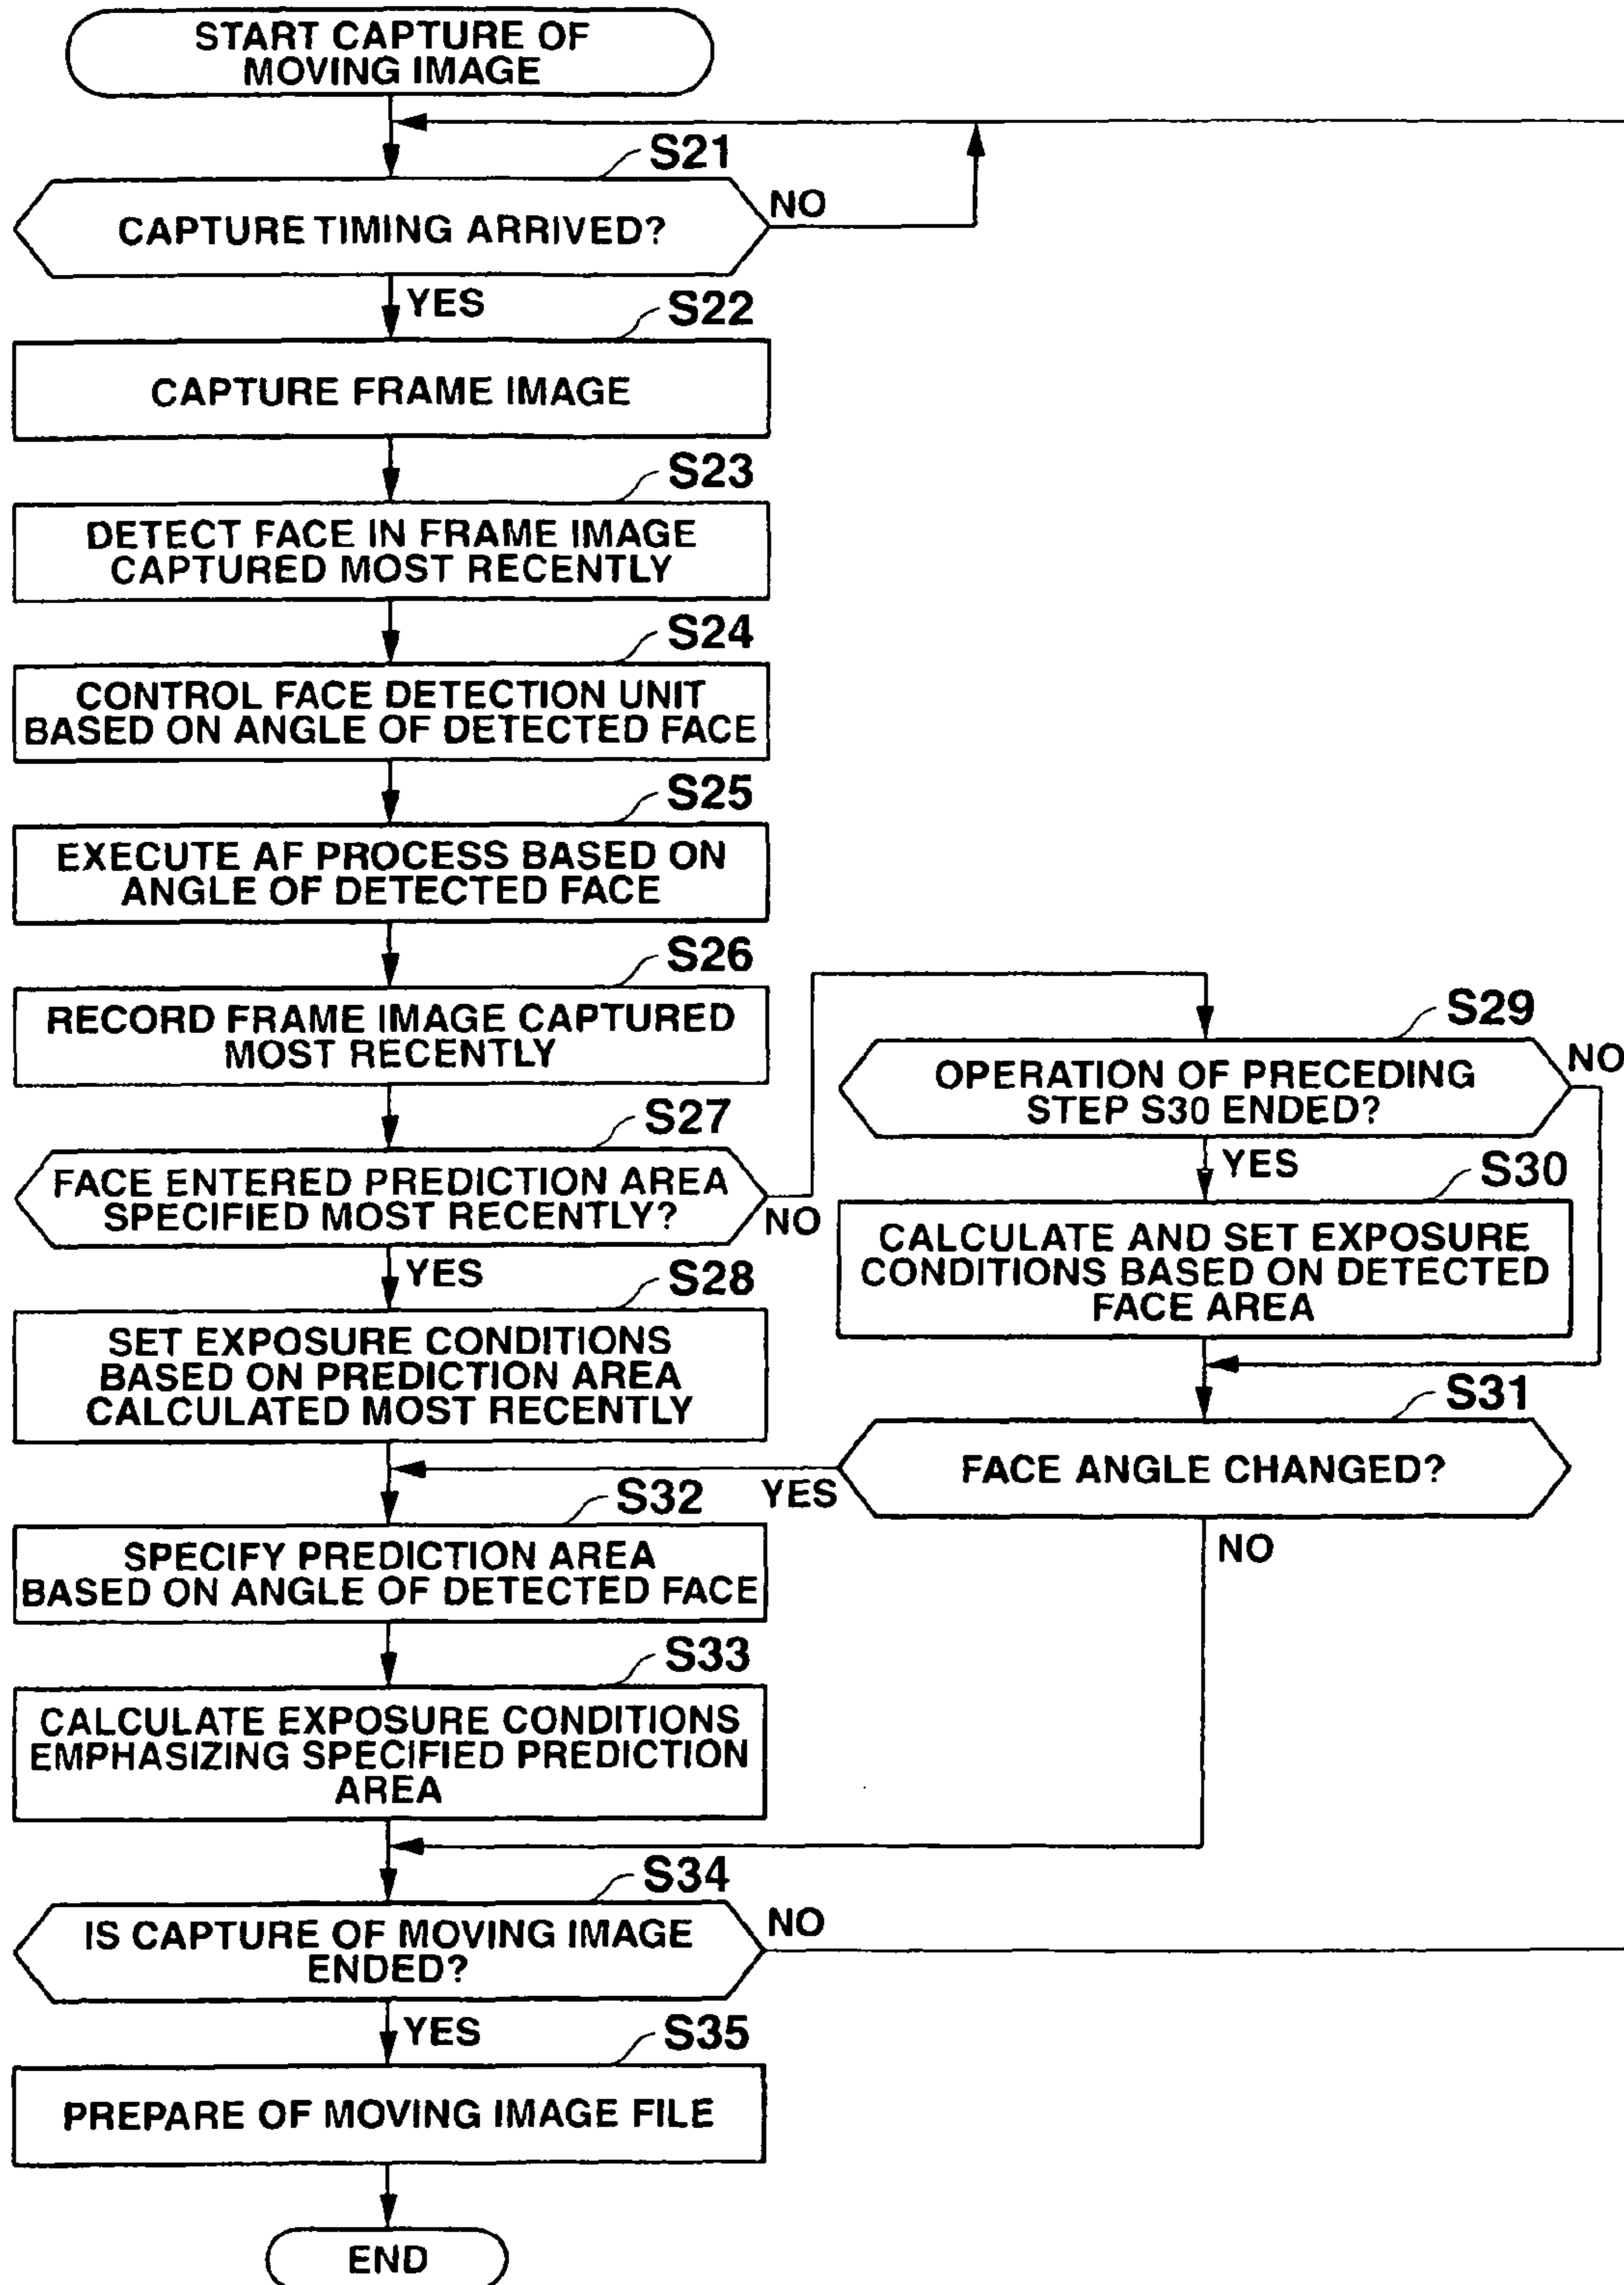 START CAPTURE OF
MOVING IMAGE
S21
CAPTURE TIMING ARRIVED?
NO
YES
S22
CAPTURE FRAME IMAGE
S23
DETECT FACE IN FRAME IMAGE
CAPTURED MOST RECENTLY
S24
CONTROL FACE DETECTION UNIT
BASED ON ANGLE OF DETECTED FACE
S25
EXECUTE AF PROCESS BASED ON
ANGLE OF DETECTED FACE
S26
RECORD FRAME IMAGE CAPTURED
MOST RECENTLY
S27
FACE ENTERED PREDICTION AREA
SPECIFIED MOST RECENTLY?
NO
YES
S28
SET EXPOSURE CONDITIONS
BASED ON PREDICTION AREA
CALCULATED MOST RECENTLY
S29
OPERATION OF PRECEDING
STEP S30 ENDED?
NO
YES
S30
CALCULATE AND SET EXPOSURE
CONDITIONS BASED ON DETECTED
FACE AREA
S31
FACE ANGLE CHANGED?
YES
NO
S32
SPECIFY PREDICTION AREA
BASED ON ANGLE OF DETECTED FACE
S33
CALCULATE EXPOSURE CONDITIONS
EMPHASIZING SPECIFIED PREDICTION
AREA
S34
IS CAPTURE OF MOVING IMAGE
ENDED?
NO
YES
S35
PREPARE OF MOVING IMAGE FILE
END